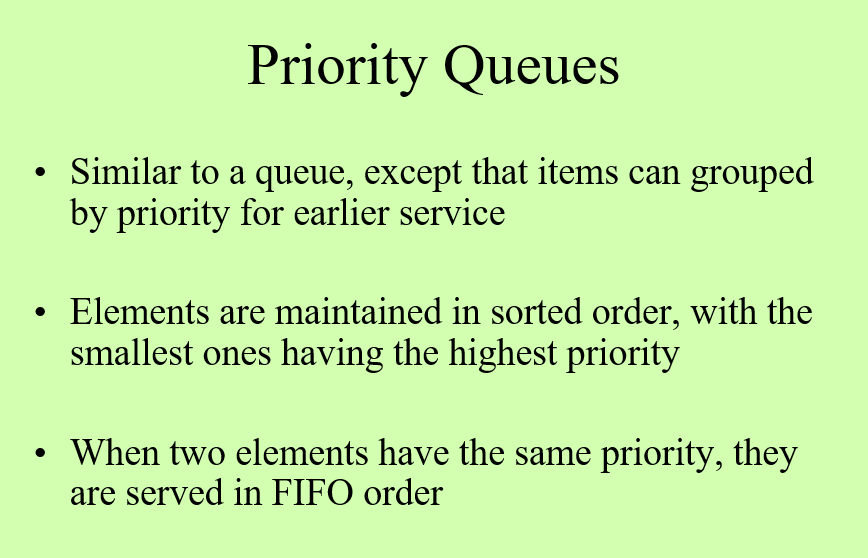 Priority Queues
• Similar to a queue, except that items can grouped
by priority for earlier service
• Elements are maintained in sorted order, with the
smallest ones having the highest priority
• When two elements have the same priority, they
are served in FIFO order